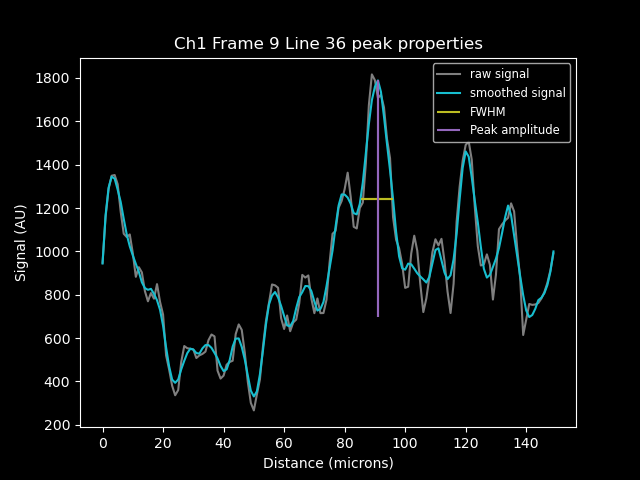 Ch1 Frame 9 Line 36 peak properties
raw signal
smoothed signal
FWHM
Peak amplitude
Signal (AU)
1800
1600
1400
1200
1000
800
600
400
200
0 20 40 60 80 100 120 140
Distance (microns)